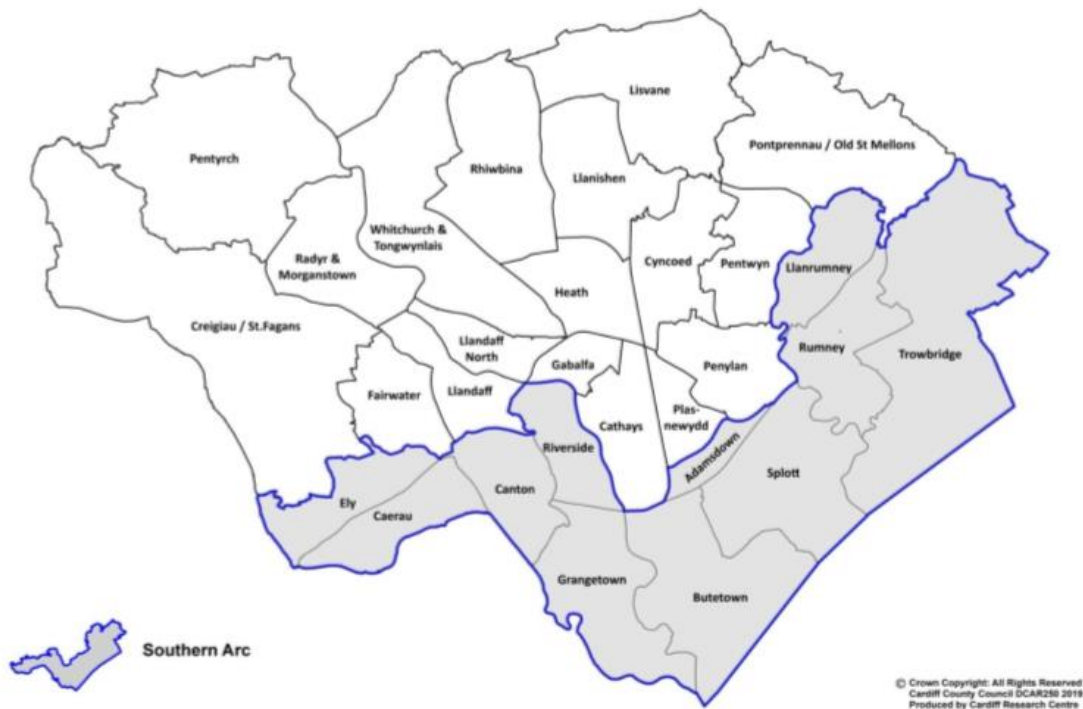 Lisvane
Pontprennau / Old St Mellons
Pentyrch
Rhiwbina
Llanishen
Whitchurch &
Tongwynlais
Radyr &
Morganstown
Cyncoed
Pentwyn
Llanrumney
Heath
Creigiau / St.Fagans
Llandaff
North
Rumney
Trowbridge
Gabalfa
Penylan
Fairwater
Llandaff
Plas-
newydd
Cathays
Riverside
Adamsdown
Splott
Canton
Ely
Caerau
Grangetown
Butetown
Southern Arc
© Crown Copyright: All Rights Reserved
Cardiff County Council DCAR250 2019
Produced by Cardiff Research Centre